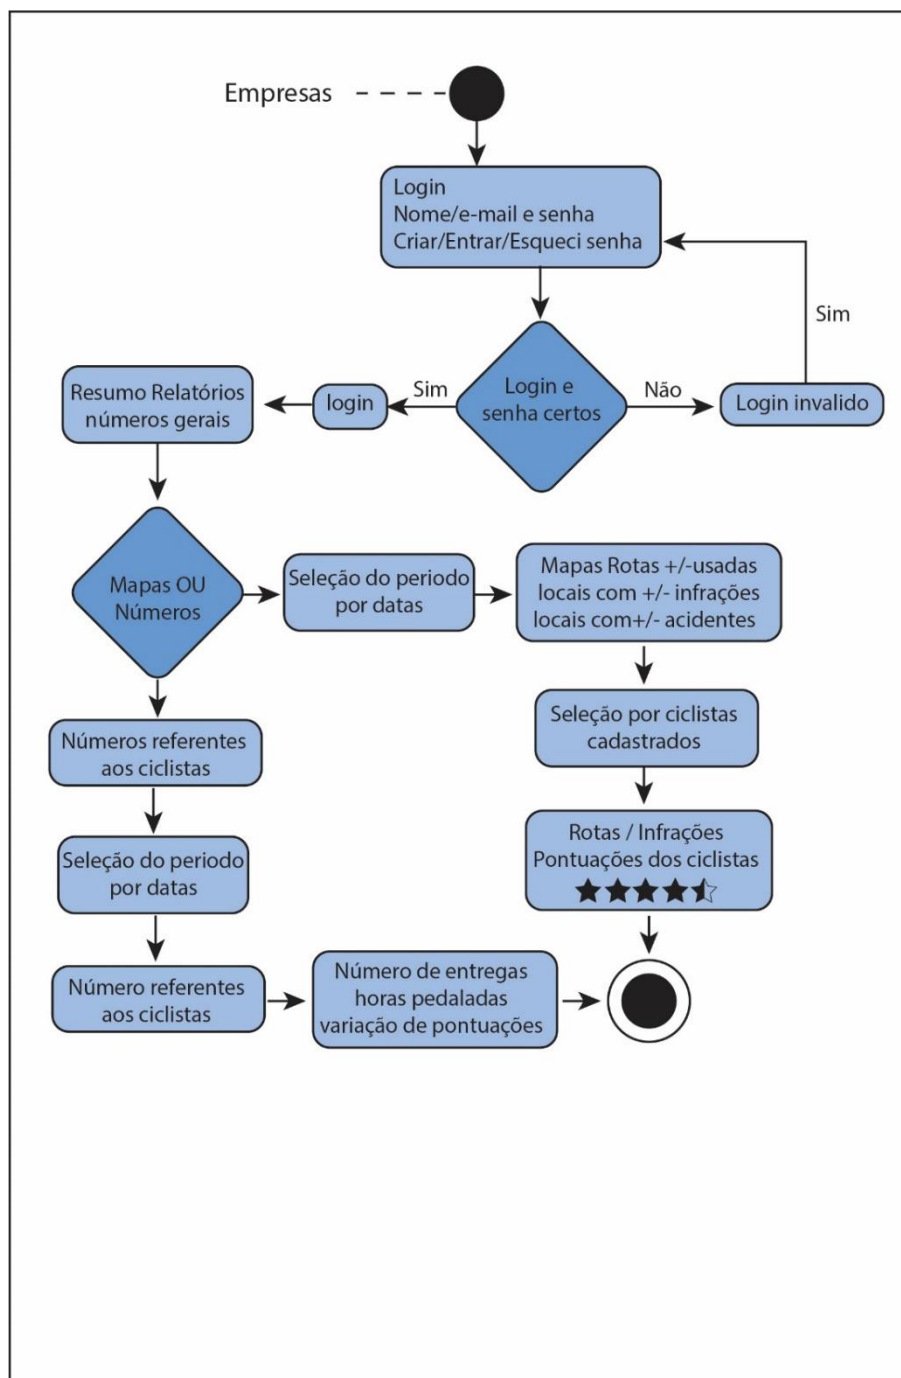 Empresas
Login
Nome/e-mail e senha
Criar/Entrar/Esqueci senha
Sim
Login e
senha certos
Não
Login invalido
Sim
login
Resumo Relatórios
números gerais
Mapas OU
Números
Seleção do periodo
por datas
Mapas Rotas +/-usadas
locais com +/- infrações
locais com+/- acidentes
Seleção por ciclistas
cadastrados
Rotas / Infrações
Pontuações dos ciclistas
Números referentes
aos ciclistas
Seleção do periodo
por datas
Número referentes
aos ciclistas
Número de entregas
horas pedaladas
variação de pontuações